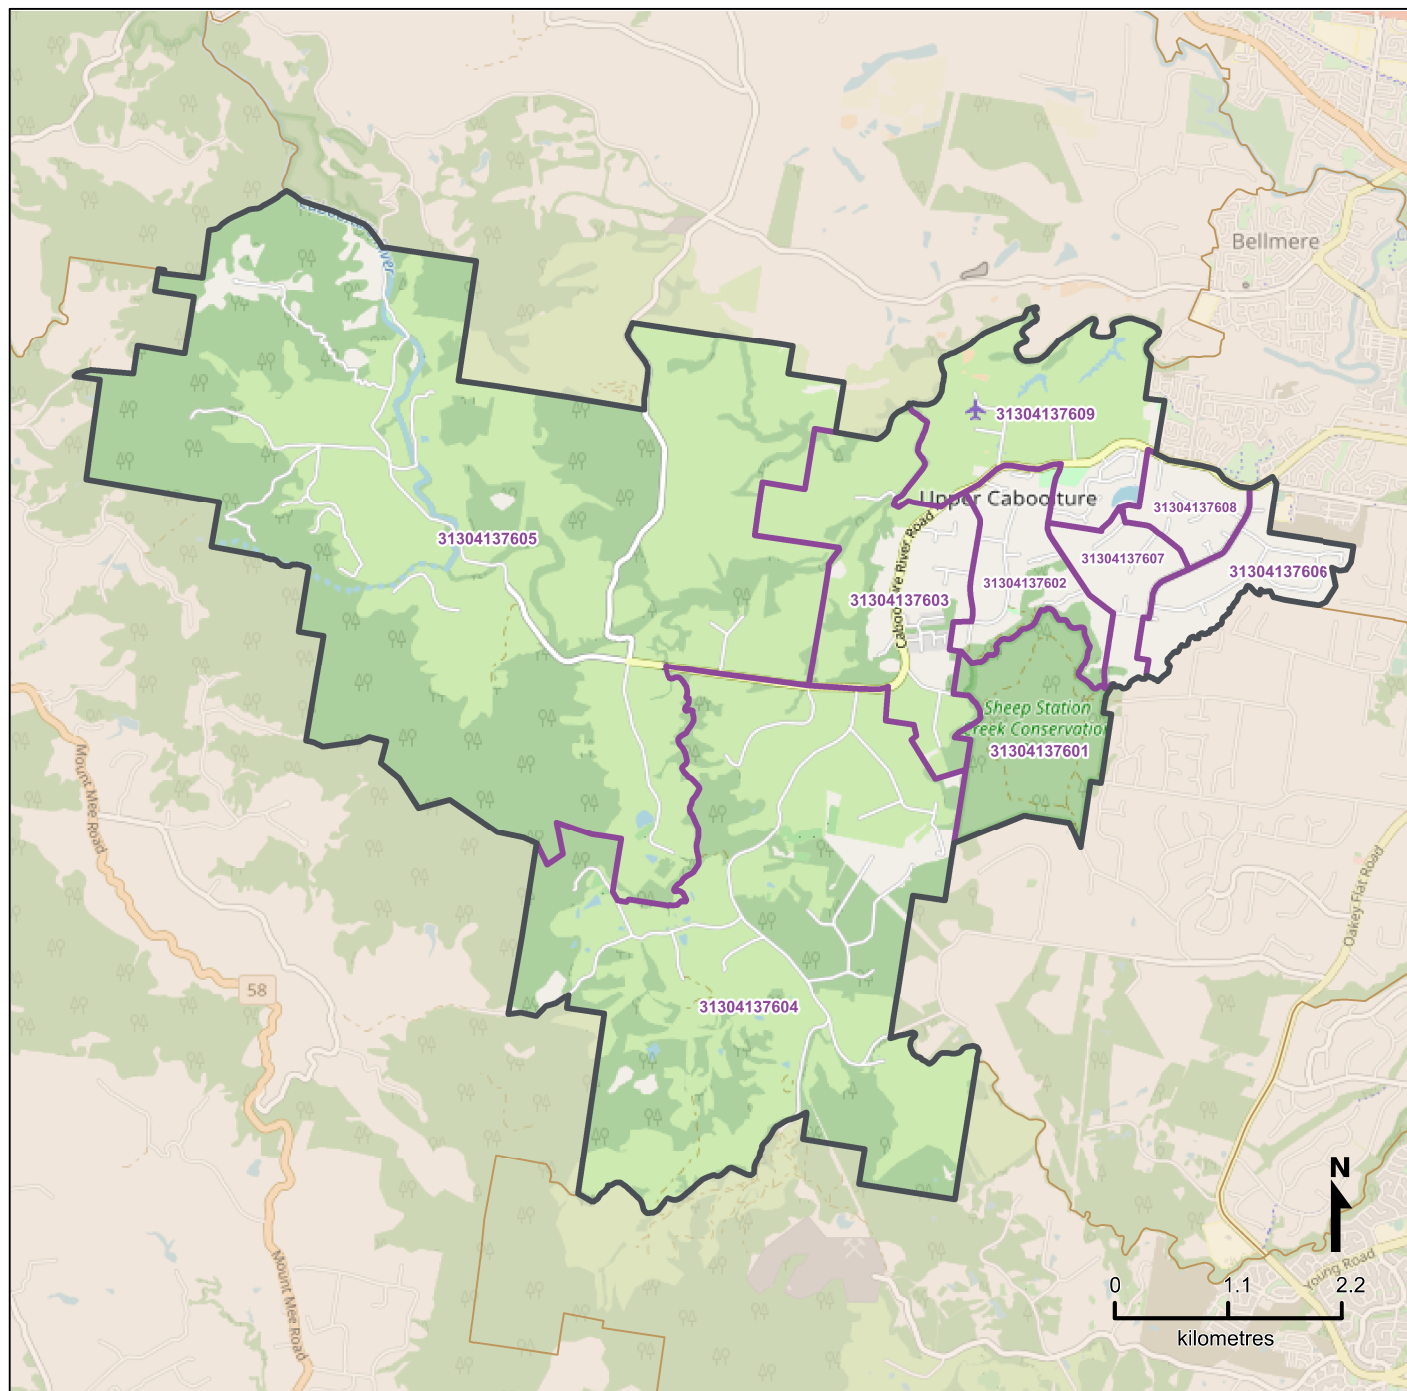 Bellmere
31304137609
Upper Caboolture
31304137608
31304137605
31304137607
31304137606
31304137602
31304137603
Caboolture River Road
Sheep Station
Creek Conservation
31304137601
Mount Mee Road
Oakey Flat Road
58
31304137604
N
Young Road
Mount Mee Road
0 1.1 2.2
kilometres